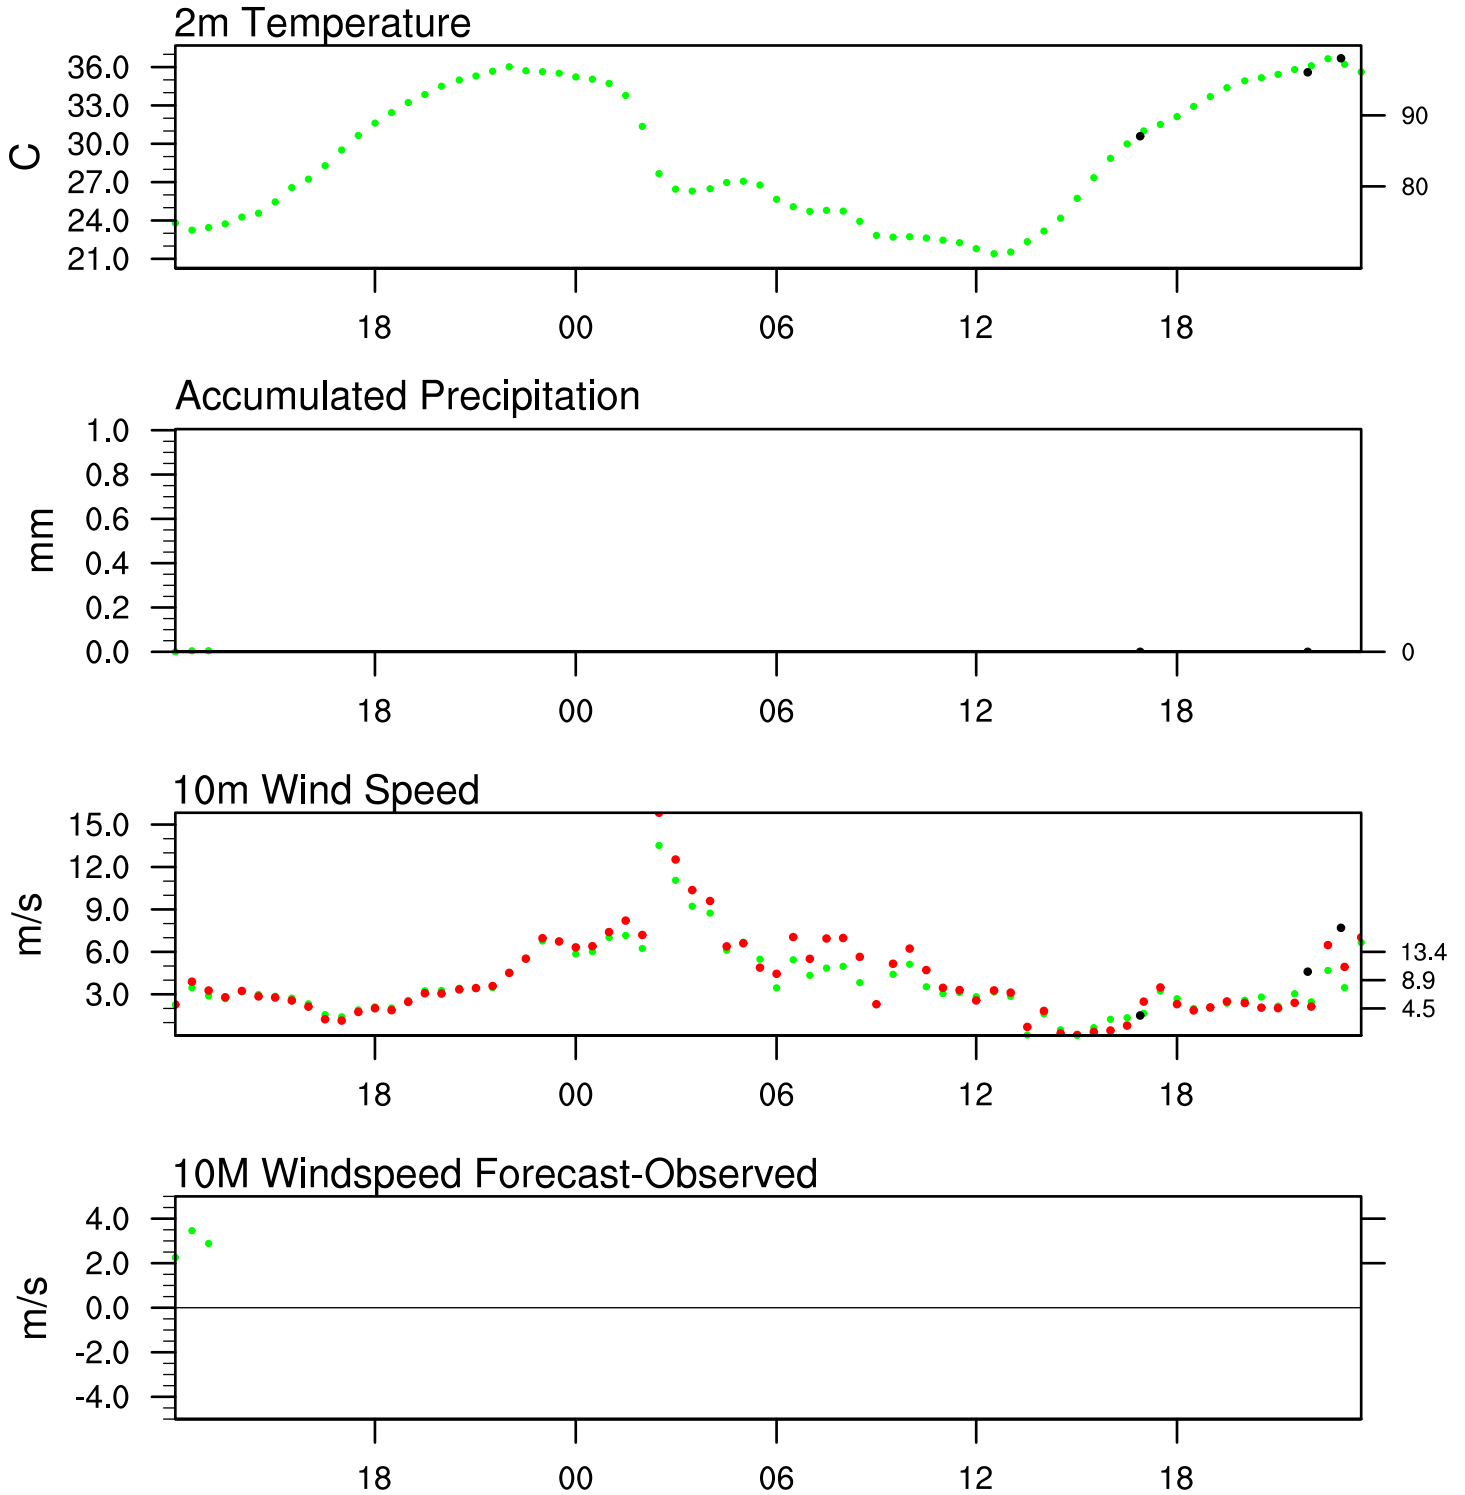 2m Temperature
36.0
33.0
30.0
27.0
24.0
21.0
C
90
80
18 00 06 12 18
Accumulated Precipitation
1.0
0.8
0.6
0.4
0.2
0.0
mm
0
18 00 06 12 18
10m Wind Speed
15.0
12.0
9.0
6.0
3.0
m/s
13.4
8.9
4.5
18 00 06 12 18
10M Windspeed Forecast-Observed
4.0
2.0
0.0
-2.0
-4.0
m/s
18 00 06 12 18